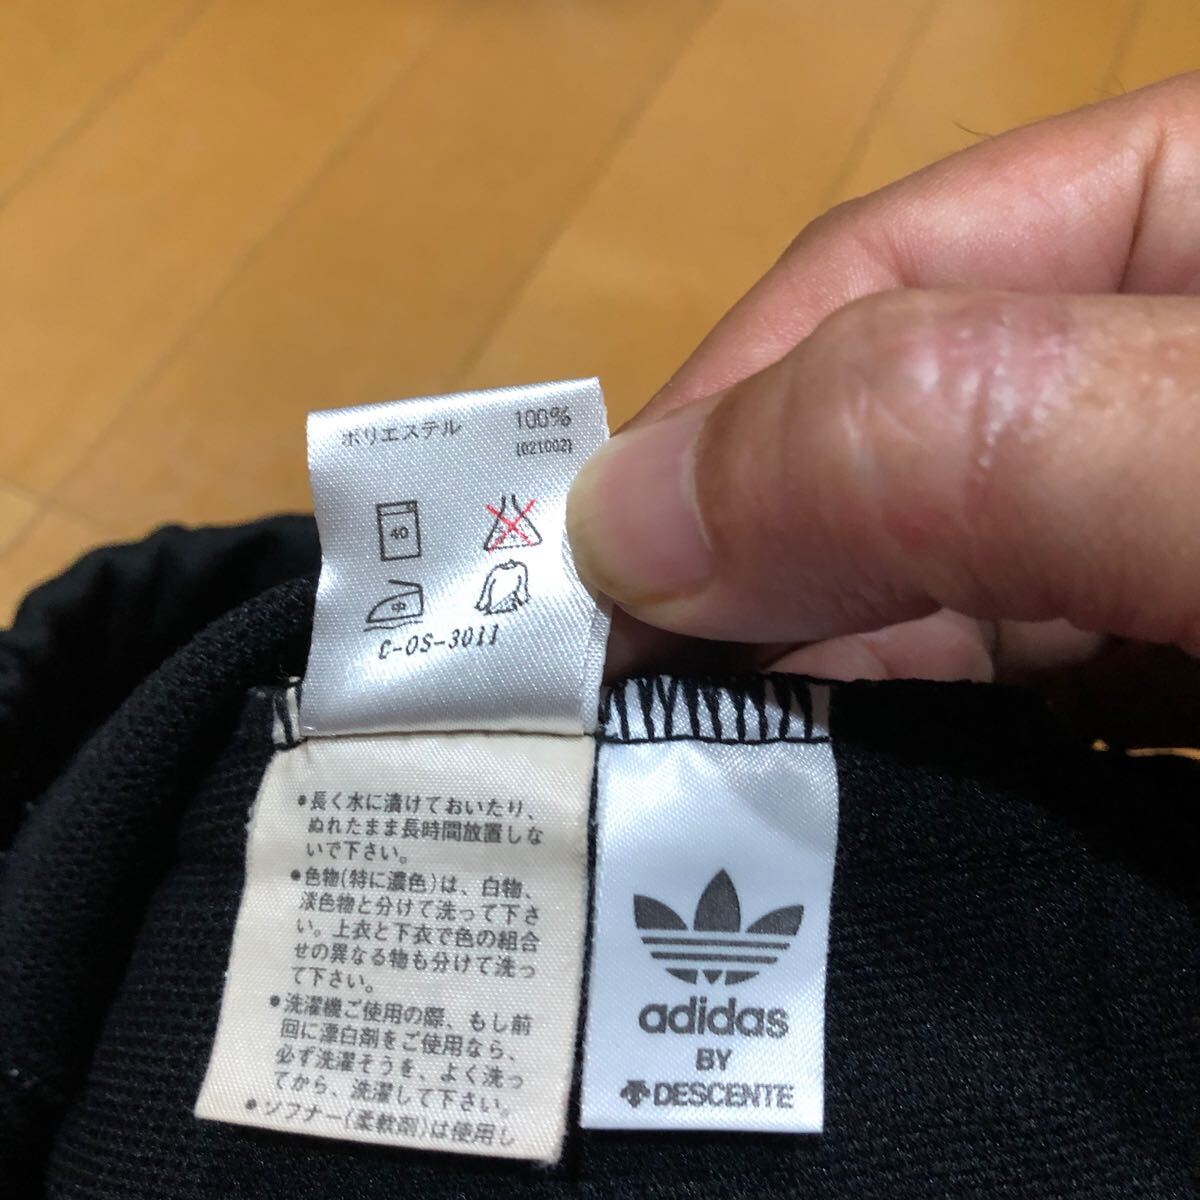 ポリエステル 100%
(021002)
40
中
C-OS-3011
•長く水に漬けておいたり、
ぬれたまま長時間放置しな
いで下さい。
•色物(特に濃色)は、白物、
淡色物と分けて洗って下さ
い。上衣と下衣で色の組合
せの異なる物も分けて洗っ
て下さい。
•洗濯機ご使用の際、もし前
回に漂白剤をご使用なら、
必ず洗濯そうを、よく洗っ
てから、洗濯して下さい。
•ソフナー(柔軟剤)は使用し
adidas
BY
DESCENTE